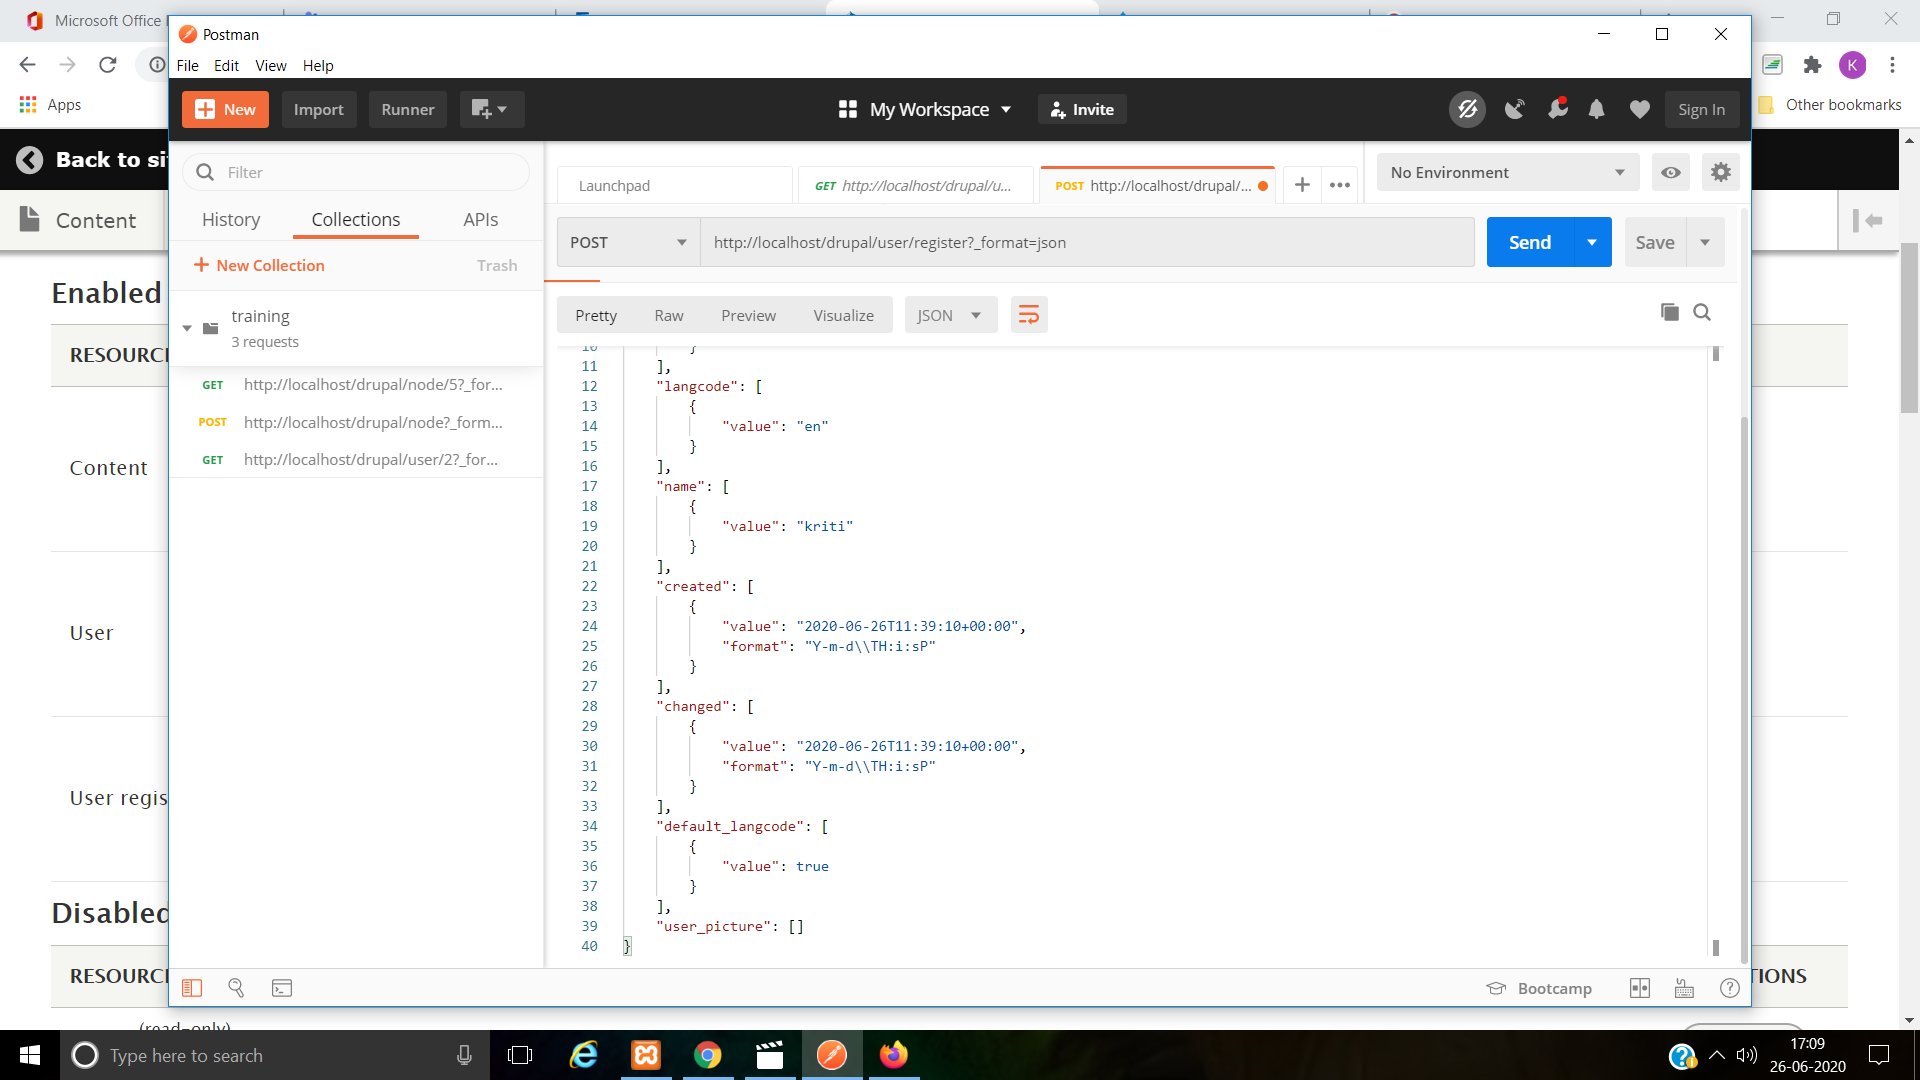 Microsoft Office
Postman
File Edit View Help
New Import Runner My Workspace Invite Sign In
K
Apps
Other bookmarks
Back to si
Content
Filter
History Collections APIs
New Collection Trash
training
3 requests
GET http://localhost/drupal/node/5?_for...
POST http://localhost/drupal/node?_form...
GET http://localhost/drupal/user/2?_for...
Launchpad GET http://localhost/drupal/u... POST http://localhost/drupal/...
No Environment
POST http://localhost/drupal/user/register?_format=json Send Save
Pretty Raw Preview Visualize JSON
10 }
11 ],
12 "langcode": [
13 {
14 "value": "en"
15 }
16 ],
17 "name": [
18 {
19 "value": "kriti"
20 }
21 ],
22 "created": [
23 {
24 "value": "2020-06-26T11:39:10+00:00",
25 "format": "Y-m-d\\TH:i:sP"
26 }
27 ],
28 "changed": [
29 {
30 "value": "2020-06-26T11:39:10+00:00",
31 "format": "Y-m-d\\TH:i:sP"
32 }
33 ],
34 "default_langcode": [
35 {
36 "value": true
37 }
38 ],
39 "user_picture": []
40 }
Enabled
RESOURC
Content
User
User regis
Disabled
RESOURC
TIONS
(read-only)
Bootcamp
Type here to search
17:09
26-06-2020